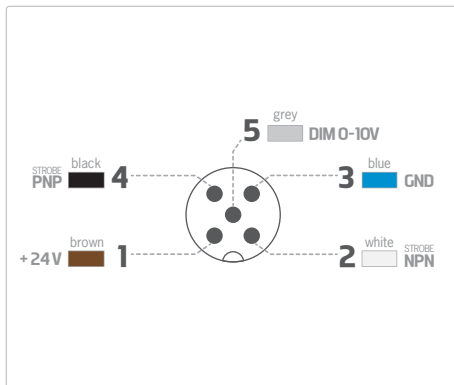 grey
5 DIM 0-10V
black
STROBE
PNP 4
blue
3 GND
brown
+24V 1
white
2 STROBE
NPN